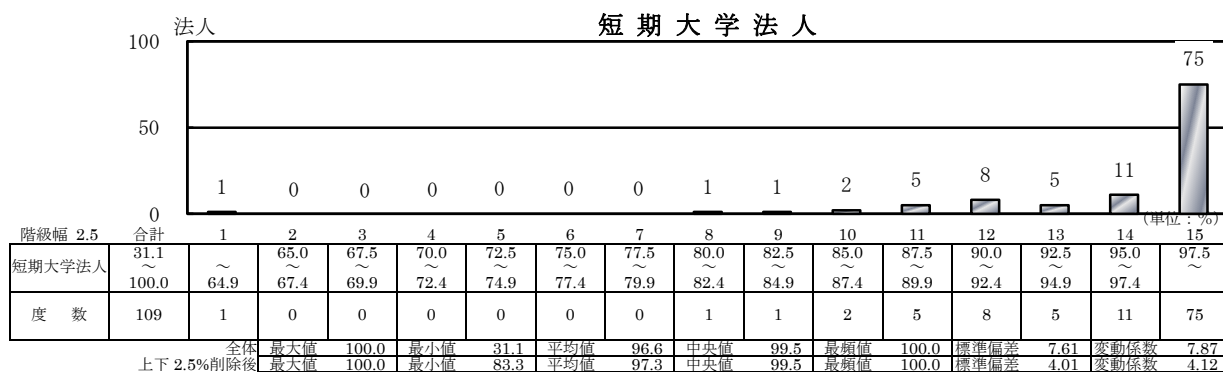 法人 短期大学法人
100
75
50
1 0 0 0 0 0 0 1 1 2 5 8 5 11
0
(単位:%)
階級幅 2.5 合計 1 2 3 4 5 6 7 8 9 10 11 12 13 14 15
短期大学法人 31.1～100.0 ～64.9 65.0～67.4 67.5～69.9 70.0～72.4 72.5～74.9 75.0～77.4 77.5～79.9 80.0～82.4 82.5～84.9 85.0～87.4 87.5～89.9 90.0～92.4 92.5～94.9 95.0～97.4 97.5～
度 数 109 1 0 0 0 0 0 0 1 1 2 5 8 5 11 75
全体 最大値 100.0 最小値 31.1 平均値 96.6 中央値 99.5 最頻値 100.0 標準偏差 7.61 変動係数 7.87
上下 2.5%削除後 最大値 100.0 最小値 83.3 平均値 97.3 中央値 99.5 最頻値 100.0 標準偏差 4.01 変動係数 4.12